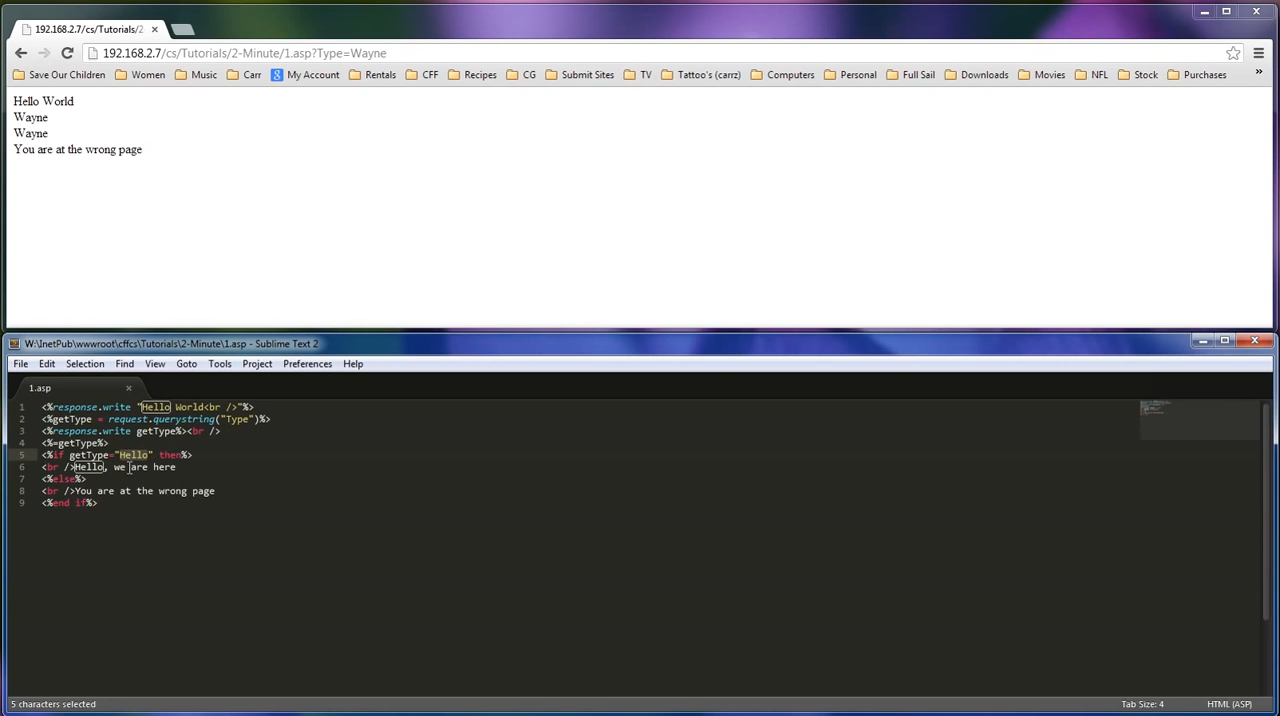 192.168.2.7/cs/Tutorials/2
192.168.2.7/cs/Tutorials/2-Minute/1.asp?Type=Wayne
Save Our Children Women Music Carr My Account Rentals CFF Recipes CG Submit Sites TV Tattoo's (carrz) Computers Personal Full Sail Downloads Movies NFL Stock Purchases »
Hello World
Wayne
Wayne
You are at the wrong page
W:\InetPub\wwwroot\cffcs\Tutorials\2-Minute\1.asp - Sublime Text 2
File Edit Selection Find View Goto Tools Project Preferences Help
1.asp
1 <%response.write "Hello World<br />"%>
2 <%getType = request.querystring("Type")%>
3 <%response.write getType%><br />
4 <%=getType%>
5 <%if getType="Hello" then%>
6 <br />Hello, we are here
7 <%else%>
8 <br />You are at the wrong page
9 <%end if%>
5 characters selected Tab Size: 4 HTML (ASP)